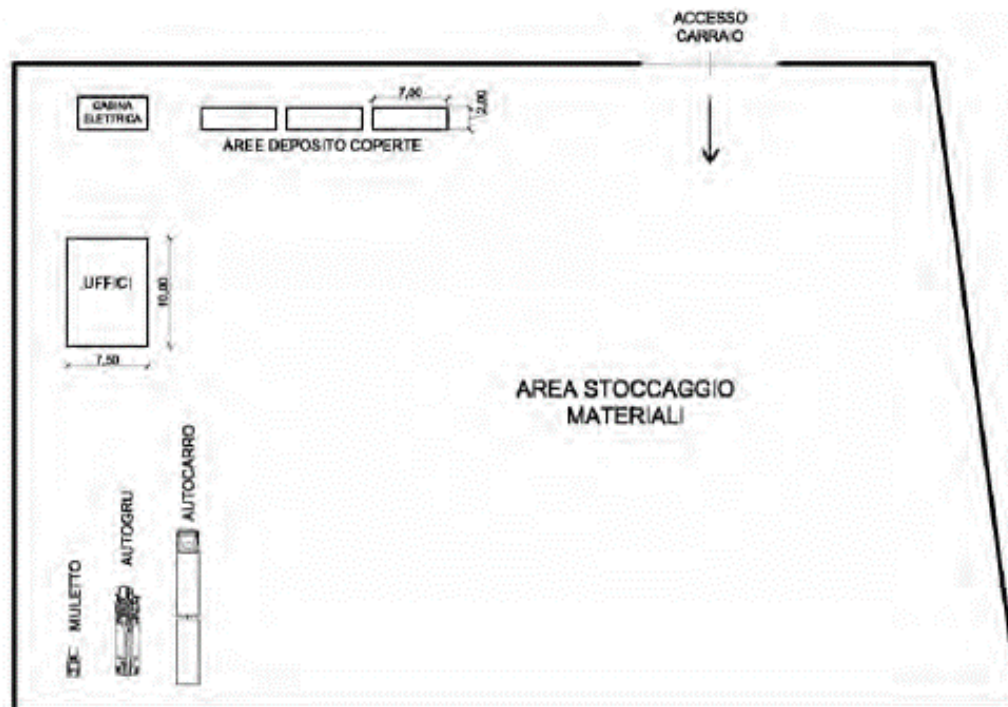 ACCESSO
CARRAIO
CABINA
ELETTRICA
7,00
2,00
AREE DEPOSITO COPERTE
UFFICI
10,00
7,50
AREA STOCCAGGIO
MATERIALI
MULETTO
AUTOGRU
AUTOCARRO